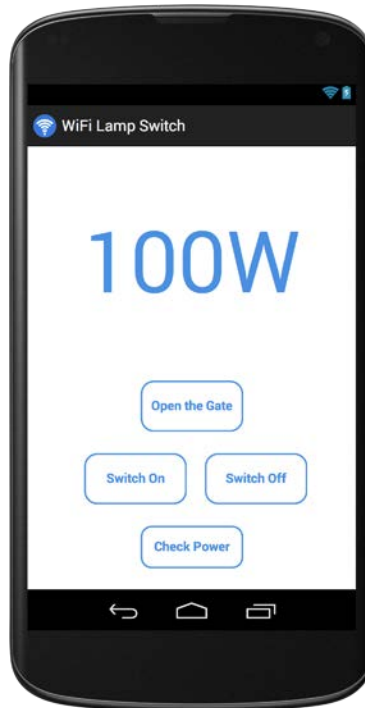 WiFi Lamp Switch
100W
Open the Gate
Switch On Switch Off
Check Power